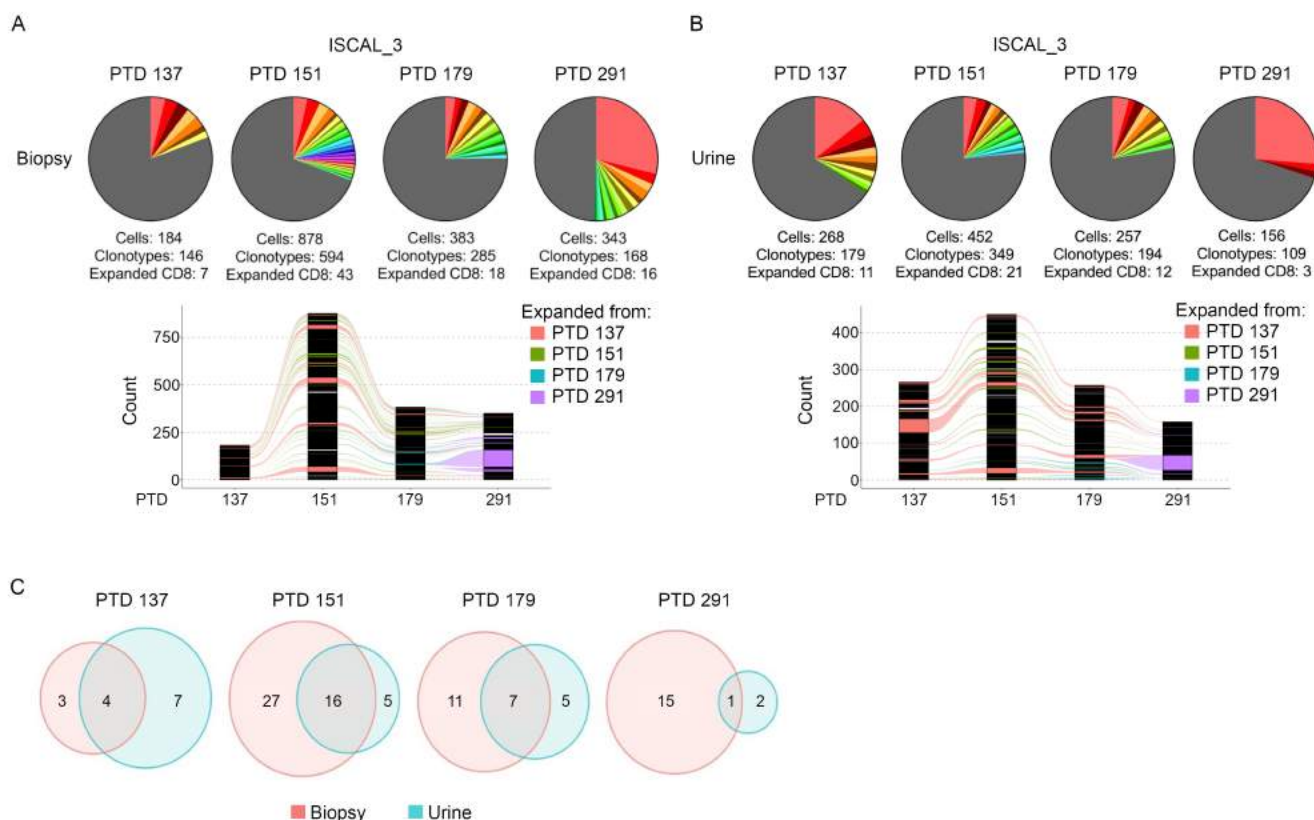 A
ISCAL_3
PTD 137 PTD 151 PTD 179 PTD 291
Biopsy
Cells: 184 Cells: 878 Cells: 383 Cells: 343
Clonotypes: 146 Clonotypes: 594 Clonotypes: 285 Clonotypes: 168
Expanded CD8: 7 Expanded CD8: 43 Expanded CD8: 18 Expanded CD8: 16
Expanded from:
PTD 137
PTD 151
PTD 179
PTD 291
Count
750
500
250
0
PTD 137 151 179 291
B
ISCAL_3
PTD 137 PTD 151 PTD 179 PTD 291
Urine
Cells: 268 Cells: 452 Cells: 257 Cells: 156
Clonotypes: 179 Clonotypes: 349 Clonotypes: 194 Clonotypes: 109
Expanded CD8: 11 Expanded CD8: 21 Expanded CD8: 12 Expanded CD8: 3
Expanded from:
PTD 137
PTD 151
PTD 179
PTD 291
Count
400
300
200
100
0
PTD 137 151 179 291
C
PTD 137 PTD 151 PTD 179 PTD 291
3 4 7 27 16 5 11 7 5 15 1 2
Biopsy Urine